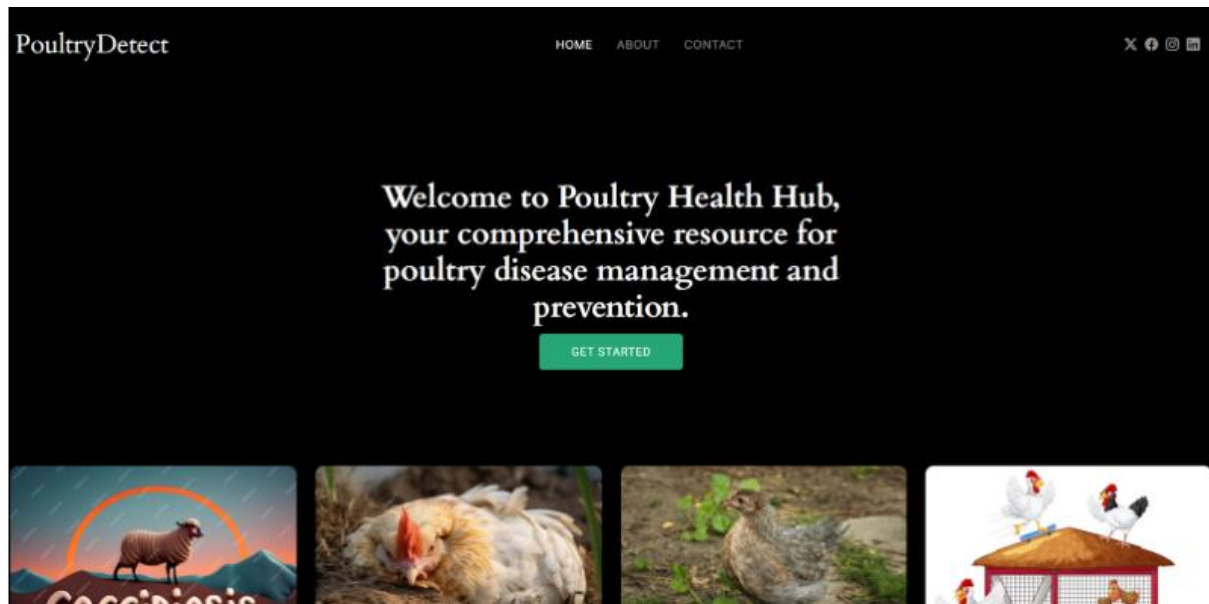 PoultryDetect
HOME ABOUT CONTACT
Welcome to Poultry Health Hub,
your comprehensive resource for
poultry disease management and
prevention.
GET STARTED
Coccidiosis